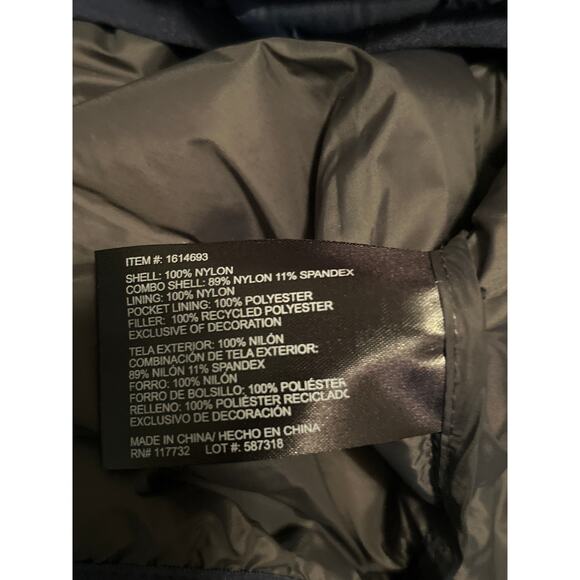 ITEM #: 1614693
SHELL: 100% NYLON
COMBO SHELL: 89% NYLON 11% SPANDEX
LINING: 100% NYLON
POCKET LINING: 100% POLYESTER
FILLER: 100% RECYCLED POLYESTER
EXCLUSIVE OF DECORATION
TELA EXTERIOR: 100% NILÓN
COMBINACIÓN DE TELA EXTERIOR:
89% NILÓN 11% SPANDEX
FORRO: 100% NILÓN
FORRO DE BOLSILLO: 100% POLIÉSTER
RELLENO: 100% POLIÉSTER RECICLADO
EXCLUSIVO DE DECORACIÓN
MADE IN CHINA/ HECHO EN CHINA
RN# 117732 LOT #: 587318